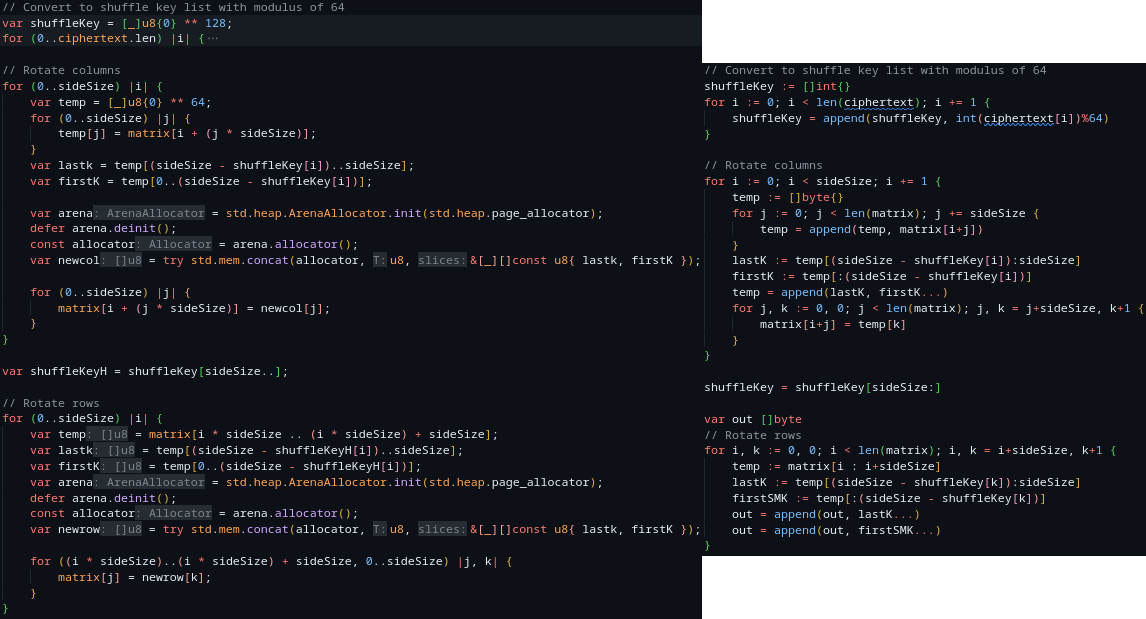 // Convert to shuffle key list with modulus of 64
var shuffleKey = [_]u8{0} ** 128;
for (0..ciphertext.len) |i| {···
// Rotate columns
for (0..sideSize) |i| {
var temp = [_]u8{0} ** 64;
for (0..sideSize) |j| {
temp[j] = matrix[i + (j * sideSize)];
}
var lastk = temp[(sideSize - shuffleKey[i])..sideSize];
var firstK = temp[0..(sideSize - shuffleKey[i])];
var arena: ArenaAllocator = std.heap.ArenaAllocator.init(std.heap.page_allocator);
defer arena.deinit();
const allocator: Allocator = arena.allocator();
var newcol: []u8 = try std.mem.concat(allocator, T: u8, slices: &[_][]const u8{ lastk, firstK });
for (0..sideSize) |j| {
matrix[i + (j * sideSize)] = newcol[j];
}
}
var shuffleKeyH = shuffleKey[sideSize..];
// Rotate rows
for (0..sideSize) |i| {
var temp: []u8 = matrix[i * sideSize .. (i * sideSize) + sideSize];
var lastk: []u8 = temp[(sideSize - shuffleKeyH[i])..sideSize];
var firstK: []u8 = temp[0..(sideSize - shuffleKeyH[i])];
var arena: ArenaAllocator = std.heap.ArenaAllocator.init(std.heap.page_allocator);
defer arena.deinit();
const allocator: Allocator = arena.allocator();
var newrow: []u8 = try std.mem.concat(allocator, T: u8, slices: &[_][]const u8{ lastk, firstK });
for ((i * sideSize)..(i * sideSize) + sideSize, 0..sideSize) |j, k| {
matrix[j] = newrow[k];
}
}
// Convert to shuffle key list with modulus of 64
shuffleKey := []int{}
for i := 0; i < len(ciphertext); i += 1 {
shuffleKey = append(shuffleKey, int(ciphertext[i])%64)
}
// Rotate columns
for i := 0; i < sideSize; i += 1 {
temp := []byte{}
for j := 0; j < len(matrix); j += sideSize {
temp = append(temp, matrix[i+j])
}
lastK := temp[(sideSize - shuffleKey[i]):sideSize]
firstK := temp[:(sideSize - shuffleKey[i])]
temp = append(lastK, firstK...)
for j, k := 0, 0; j < len(matrix); j, k = j+sideSize, k+1 {
matrix[i+j] = temp[k]
}
}
shuffleKey = shuffleKey[sideSize:]
var out []byte
// Rotate rows
for i, k := 0, 0; i < len(matrix); i, k = i+sideSize, k+1 {
temp := matrix[i : i+sideSize]
lastK := temp[(sideSize - shuffleKey[k]):sideSize]
firstSMK := temp[:(sideSize - shuffleKey[k])]
out = append(out, lastK...)
out = append(out, firstSMK...)
}